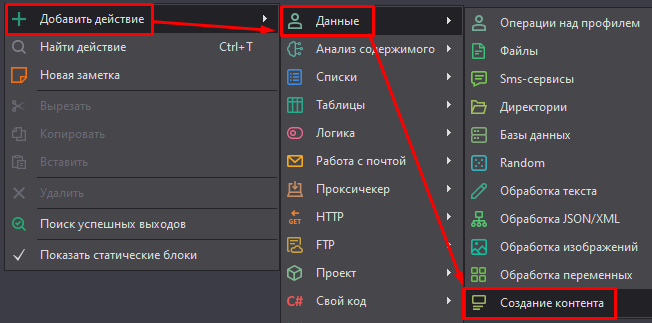 Добавить действие
Найти действие Ctrl+T
Новая заметка
Вырезать
Копировать
Вставить
Удалить
Поиск успешных выходов
Показать статические блоки
Данные
Анализ содержимого
Списки
Таблицы
Логика
Работа с почтой
Проксичекер
GET
HTTP
FTP
Проект
C# Свой код
Операции над профилем
Файлы
Sms-сервисы
Директории
Базы данных
Random
Обработка текста
Обработка JSON/XML
Обработка изображений
Обработка переменных
Создание контента